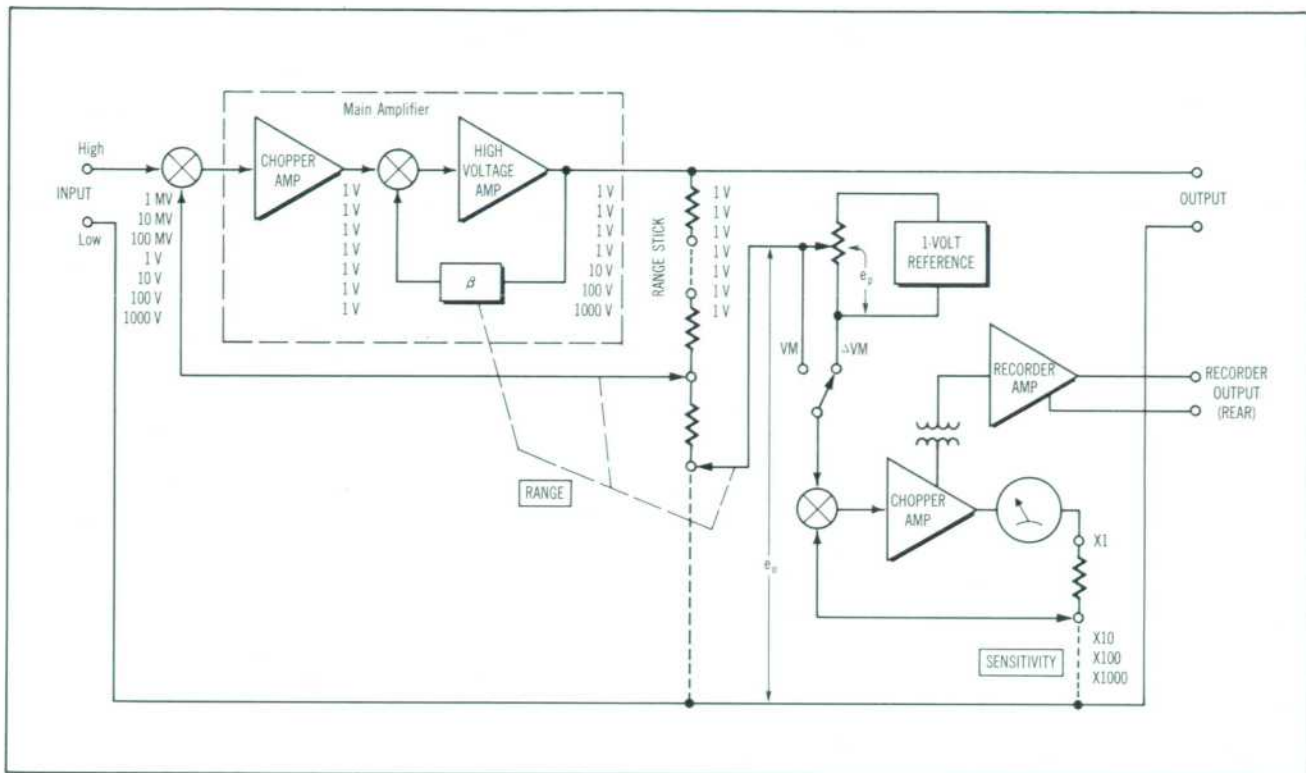 Main Amplifier
High
INPUT
Low
1 MV
10 MV
100 MV
1 V
10 V
100 V
1000 V
CHOPPER
AMP
1 V
1 V
1 V
1 V
1 V
1 V
1 V
HIGH
VOLTAGE
AMP
β
1 V
1 V
1 V
1 V
10 V
100 V
1000 V
RANGE STICK
1 V
1 V
1 V
1 V
1 V
1 V
1 V
RANGE
1-VOLT
REFERENCE
OUTPUT
VM
ΔVM
RECORDER
AMP
RECORDER
OUTPUT
(REAR)
CHOPPER
AMP
X1
X10
X100
X1000
SENSITIVITY